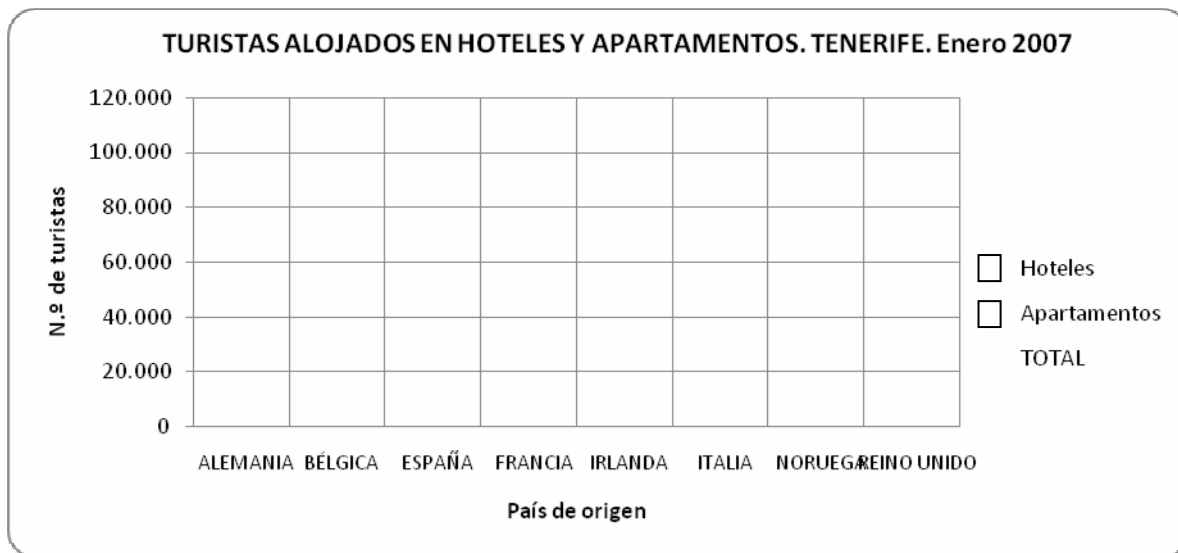 TURISTAS ALOJADOS EN HOTELES Y APARTAMENTOS. TENERIFE. Enero 2007
120.000
100.000
80.000
60.000
40.000
20.000
0
N.º de turistas
ALEMANIA BÉLGICA ESPAÑA FRANCIA IRLANDA ITALIA NORUEGA REINO UNIDO
País de origen
Hoteles
Apartamentos
TOTAL